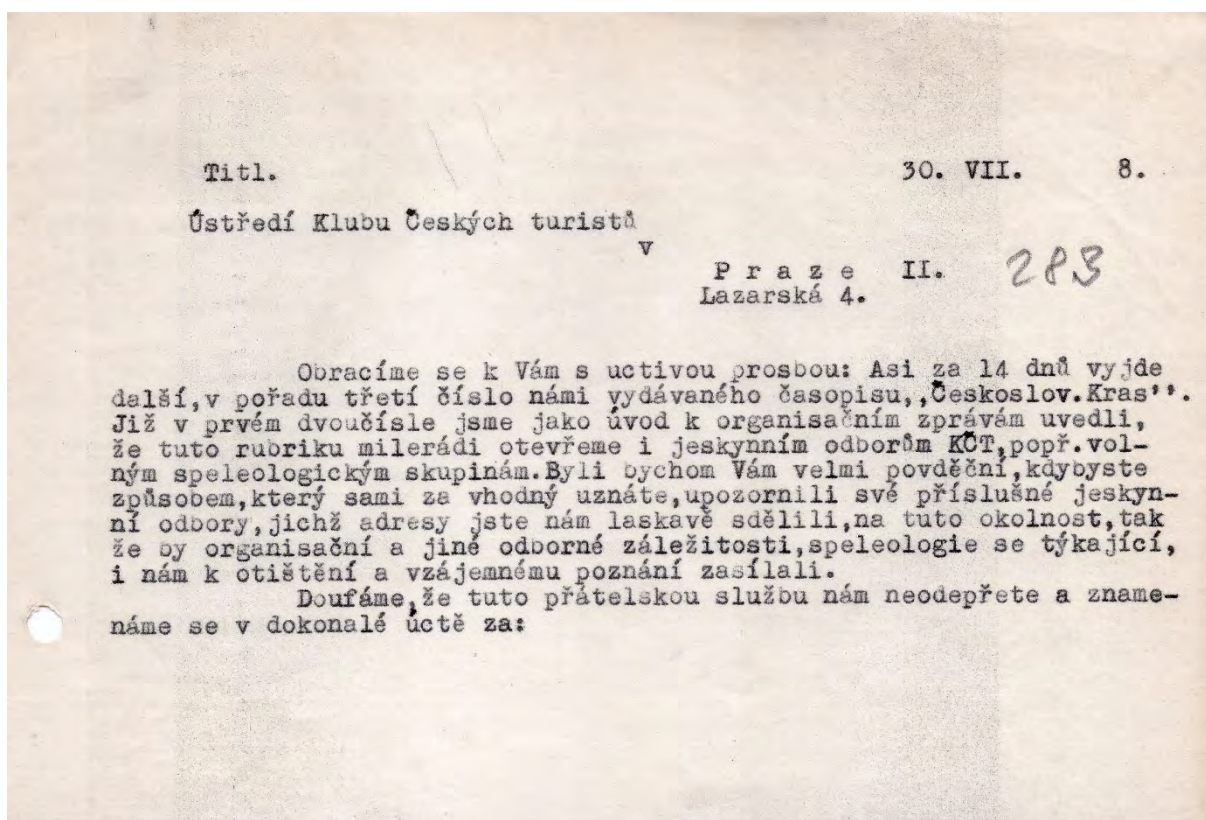 Titl. 30. VII. 8.
Ústředí Klubu Českých turistů
v
P r a z e II. 283
Lazarská 4.
Obracíme se k Vám s uctivou prosbou: Asi za 14 dnů vyjde
další,v pořadu třetí číslo námi vydávaného časopisu,,Českoslov.Kras''.
Již v prvém dvoučísle jsme jako úvod k organisačním zprávám uvedli,
že tuto rubriku milerádi otevřeme i jeskynním odborům KČT,popř.vol-
ným speleologickým skupinám.Byli bychom Vám velmi povděčni,kdybyste
způsobem,který sami za vhodný uznáte,upozornili své příslušné jeskyn-
ní odbory,jichž adresy jste nám laskavě sdělili,na tuto okolnost,tak
že by organisační a jiné odborné záležitosti,speleologie se týkající,
i nám k otištění a vzájemnému poznání zasílali.
Doufáme,že tuto přátelskou službu nám neodepřete a zname-
náme se v dokonalé úctě za: